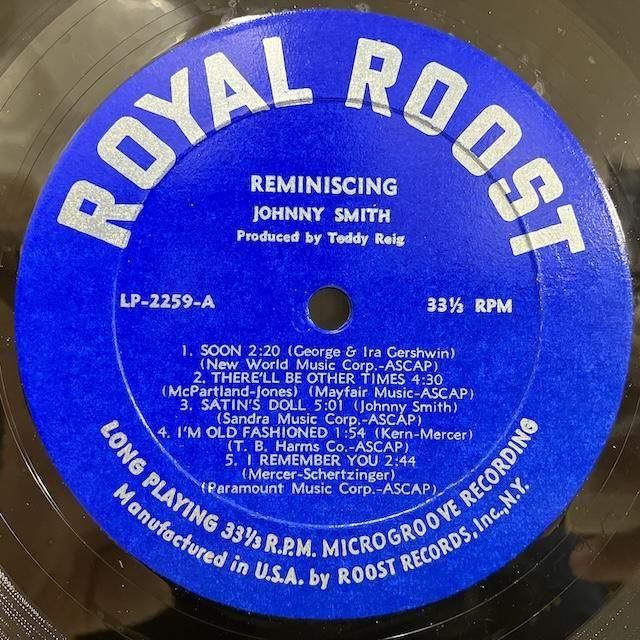 ROYAL ROOST
REMINISCING
JOHNNY SMITH
Produced by Teddy Reig
LP-2259-A
33⅓ RPM
1. SOON 2:20 (George & Ira Gershwin)
(New World Music Corp.-ASCAP)
2. THERE'LL BE OTHER TIMES 4:30
(McPartland-Jones) (Mayfair Music-ASCAP)
3. SATIN'S DOLL 5:01 (Johnny Smith)
(Sandra Music Corp.-ASCAP)
4. I'M OLD FASHIONED 1:54 (Kern-Mercer)
(T. B. Harms Co.-ASCAP)
5. I REMEMBER YOU 2:44
(Mercer-Schertzinger)
(Paramount Music Corp.-ASCAP)
LONG PLAYING 33⅓ R.P.M. MICROGROOVE RECORDING
Manufactured in U.S.A. by ROOST RECORDS, Inc., N.Y.